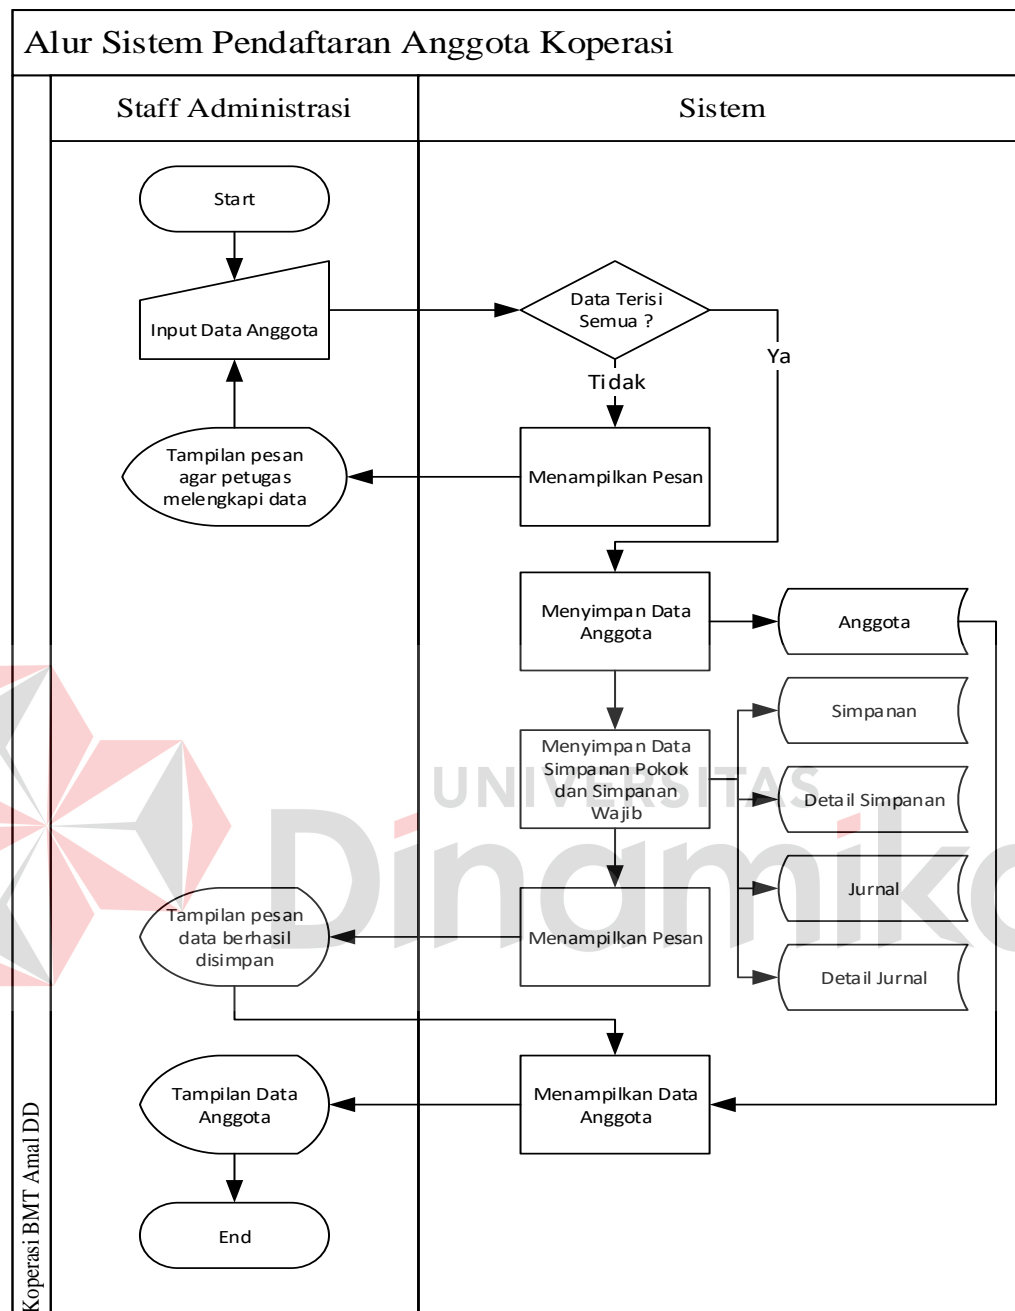 Alur Sistem Pendaftaran Anggota Koperasi
Staff Administrasi
Sistem
Start
Input Data Anggota
Data Terisi
Semua ?
Ya
Tidak
Tampilan pesan
agar petugas
melengkapi data
Menampilkan Pesan
Menyimpan Data
Anggota
Anggota
Simpanan
Menyimpan Data
Simpanan Pokok
dan Simpanan
Wajib
Detail Simpanan
Jurnal
Tampilan pesan
data berhasil
disimpan
Menampilkan Pesan
Detail Jurnal
Tampilan Data
Anggota
Menampilkan Data
Anggota
End
Koperasi BMT Amal DD
UNIVERSITAS
Dinamika